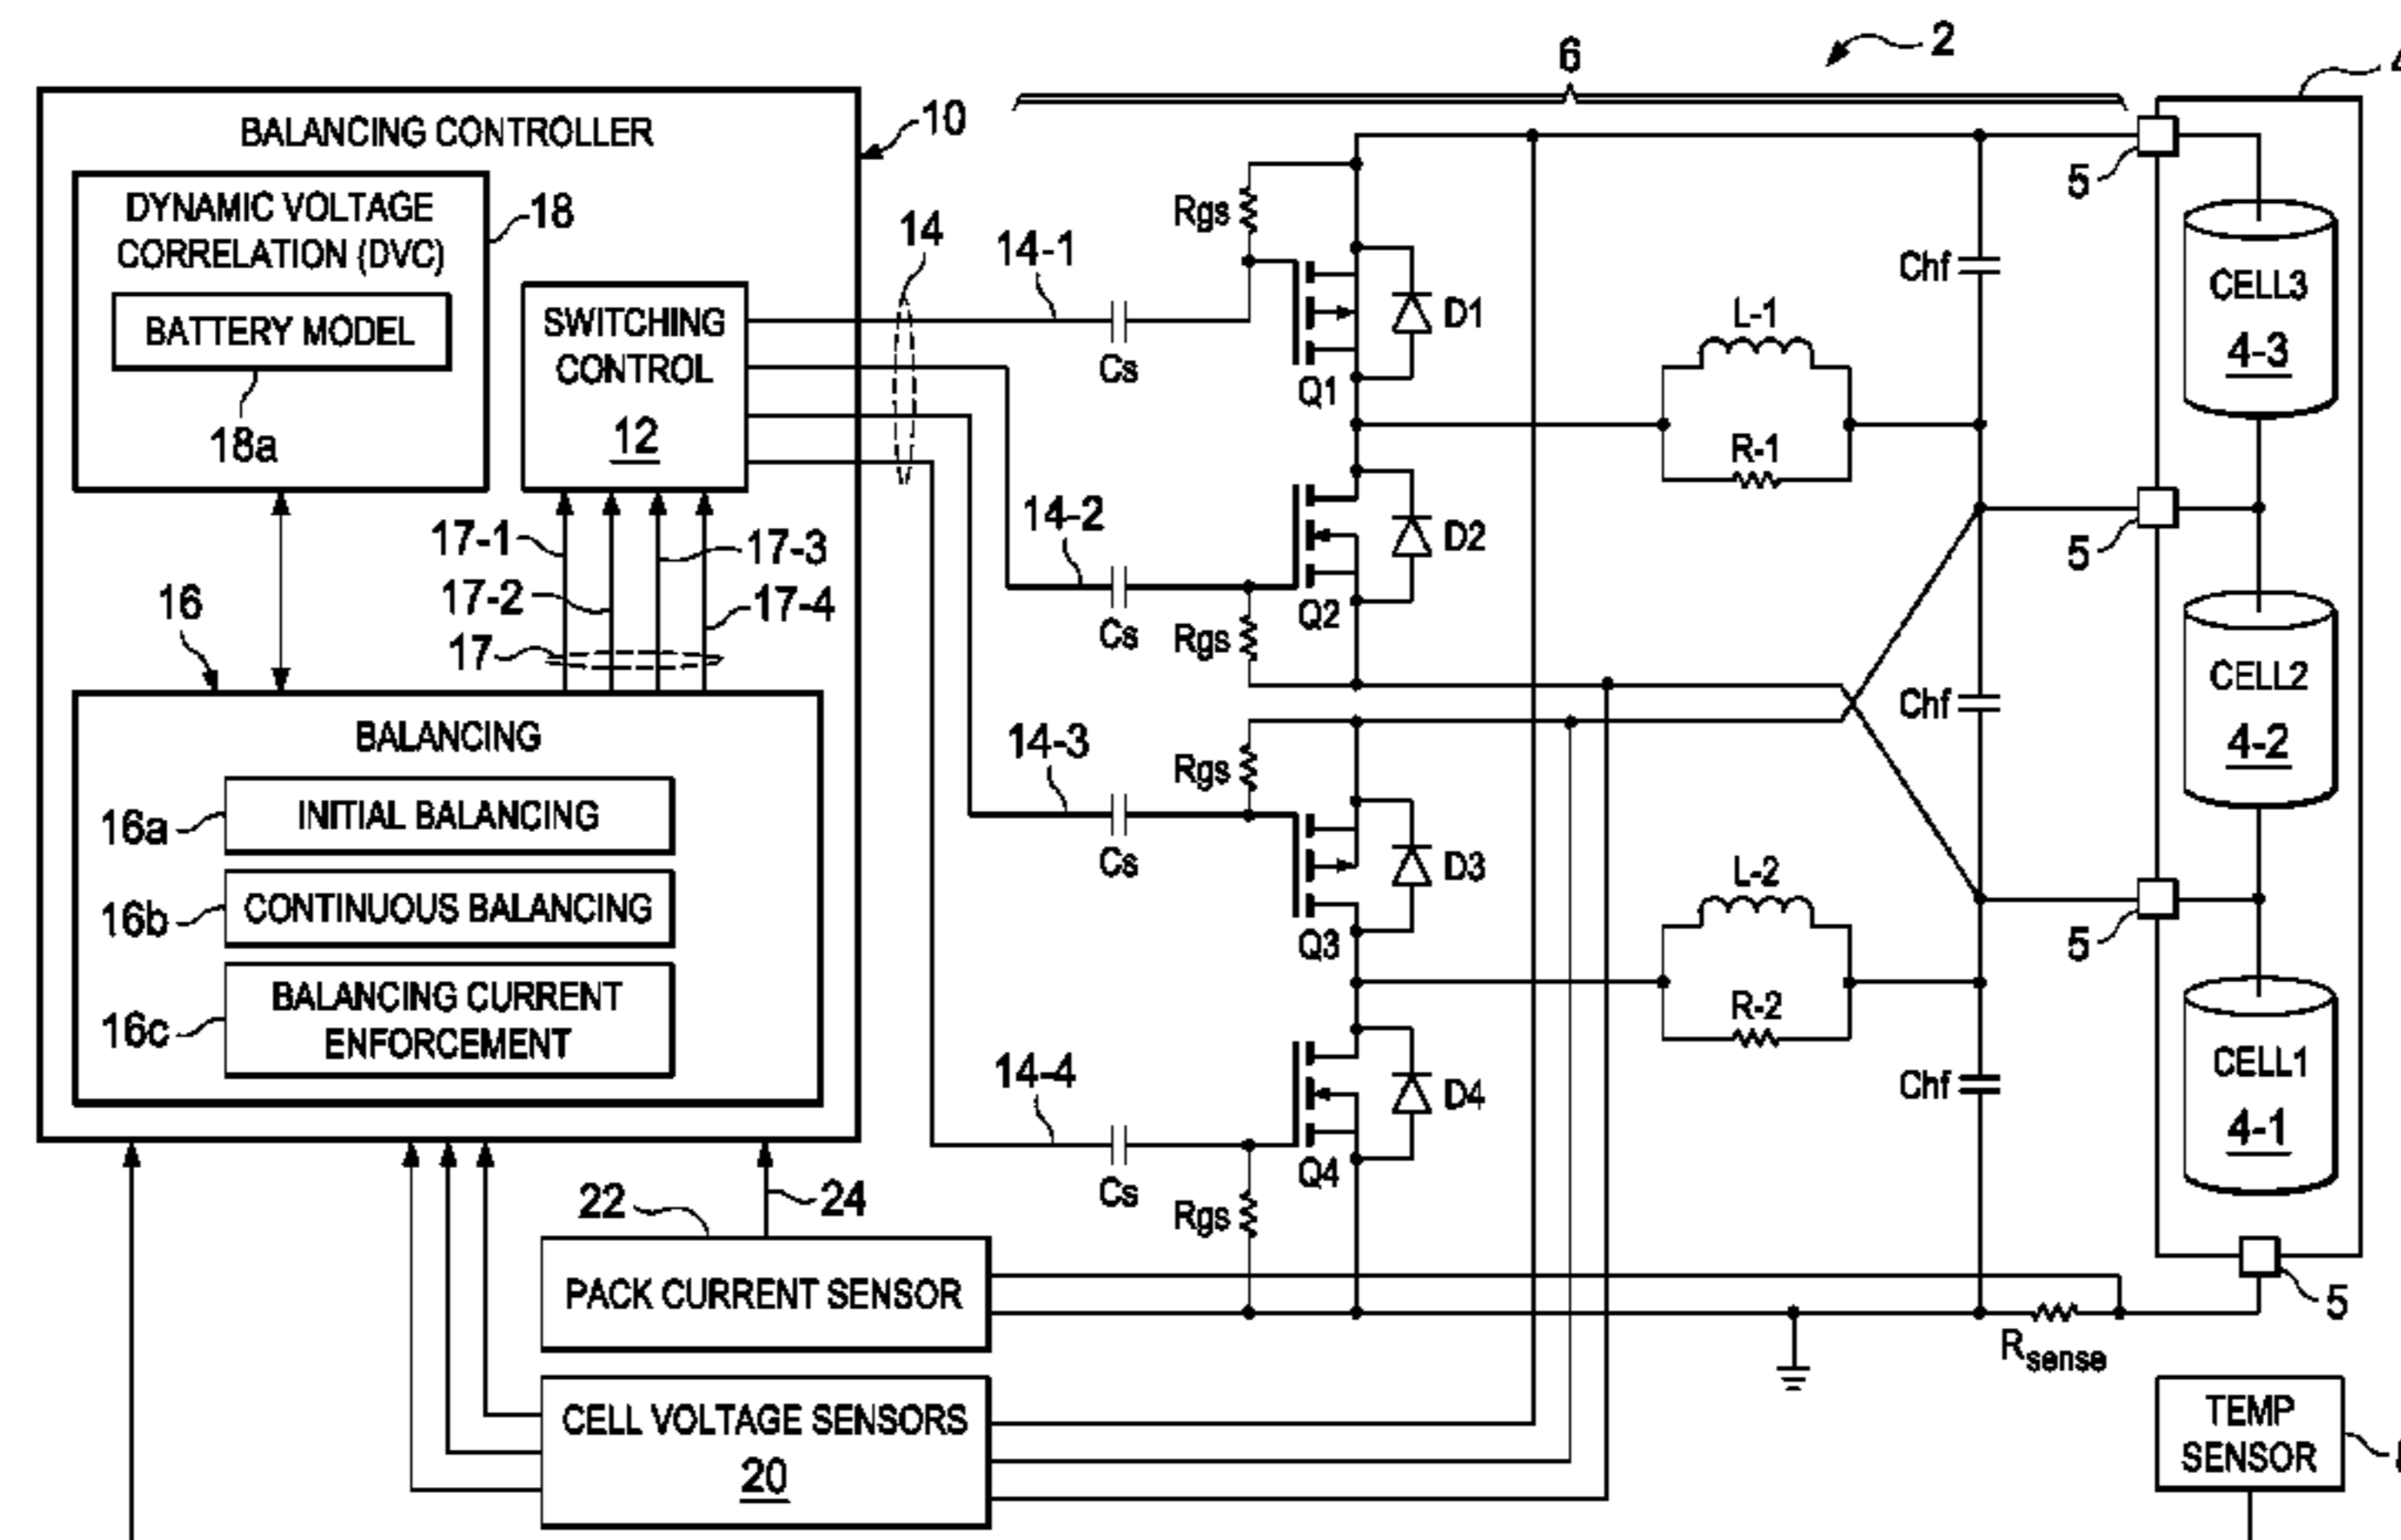 2
6
4
BALANCING CONTROLLER
10
DYNAMIC VOLTAGE
CORRELATION (DVC)
18
BATTERY MODEL
18a
SWITCHING
CONTROL
12
14
14-1
14-2
14-3
14-4
17-1
17-2
17-3
17-4
17
16
BALANCING
16a
INITIAL BALANCING
16b
CONTINUOUS BALANCING
16c
BALANCING CURRENT
ENFORCEMENT
22
24
PACK CURRENT SENSOR
CELL VOLTAGE SENSORS
20
Rgs
Cs
Q1
D1
L-1
R-1
Cs
Rgs
Q2
D2
Rgs
Cs
Q3
D3
L-2
R-2
Cs
Rgs
Q4
D4
Chf
Chf
Chf
5
5
5
5
CELL3
4-3
CELL2
4-2
CELL1
4-1
Rsense
TEMP
SENSOR